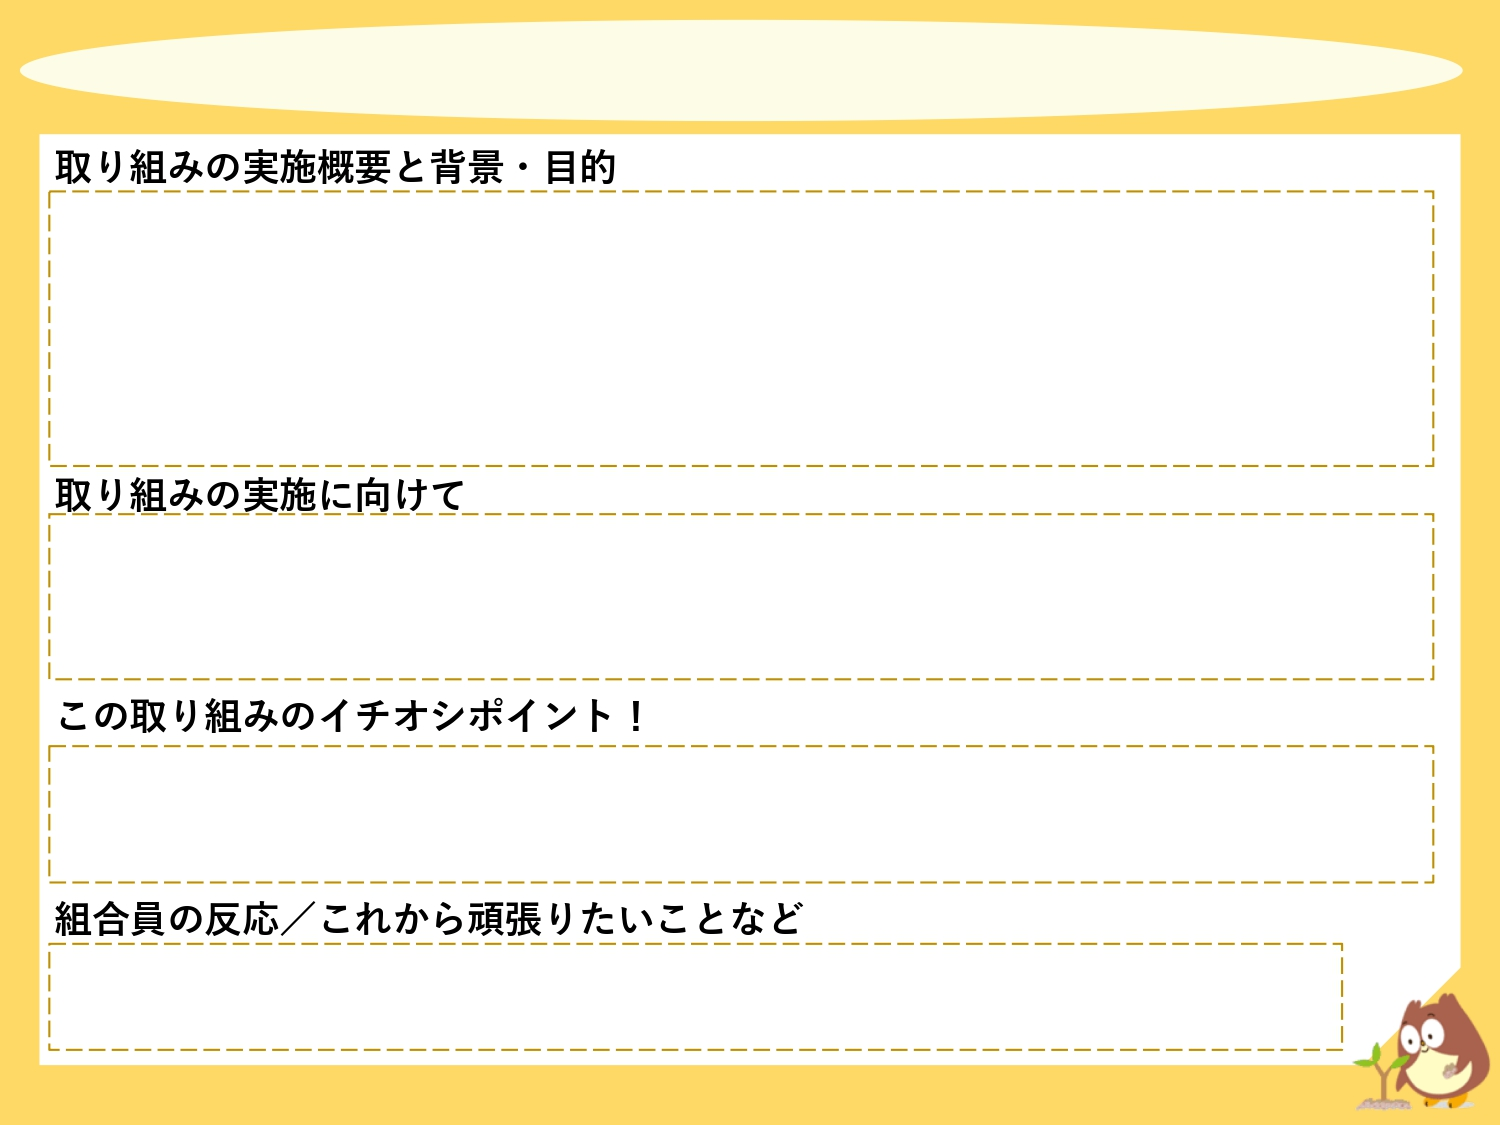 取り組みの実施概要と背景・目的
取り組みの実施に向けて
この取り組みのイチオシポイント！
組合員の反応／これから頑張りたいことなど